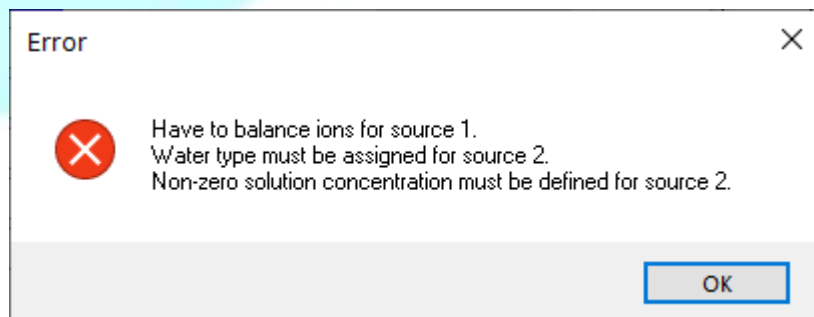 Error
Have to balance ions for source 1.
Water type must be assigned for source 2.
Non-zero solution concentration must be defined for source 2.
OK